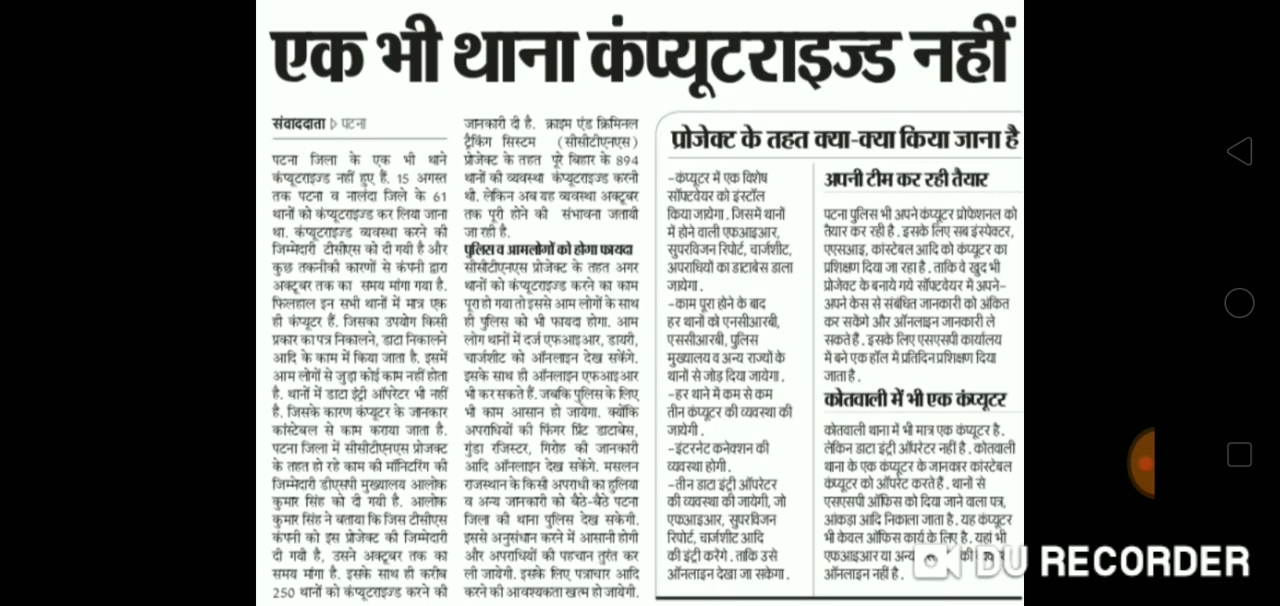 एक भी थाना कंप्यूटराइज्ड नहीं
संवाददाता ▷ पटना
पटना जिला के एक भी थाने
कंप्यूटराइज्ड नहीं हुए हैं. 15 अगस्त
तक पटना व नालंदा जिले के 61
थानों को कंप्यूटराइज्ड कर लिया जाना
था. कंप्यूटराइज्ड व्यवस्था करने की
जिम्मेदारी टीसीएस को दी गयी है और
कुछ तकनीकी कारणों से कंपनी द्वारा
अक्टूबर तक का समय मांगा गया है.
फिलहाल इन सभी थानों में मात्र एक
ही कंप्यूटर हैं. जिसका उपयोग किसी
प्रकार का पत्र निकालने, डाटा निकालने
आदि के काम में किया जाता है. इसमें
आम लोगों से जुड़ा कोई काम नहीं होता
है. थानों में डाटा इंट्री ऑपरेटर भी नहीं
है. जिसके कारण कंप्यूटर के जानकार
कांस्टेबल से काम कराया जाता है.
पटना जिला में सीसीटीएनएस प्रोजक्ट
के तहत हो रहे काम की मॉनिटरिंग की
जिम्मेदारी डीएसपी मुख्यालय आलोक
कुमार सिंह को दी गयी है. आलोक
कुमार सिंह ने बताया कि जिस टीसीएस
कंपनी को इस प्रोजेक्ट की जिम्मेदारी
दी गयी है, उसने अक्टूबर तक का
समय मांगा है. इसके साथ ही करीब
250 थानों को कंप्यूटराइज्ड करने की
जानकारी दी है. क्राइम एंड क्रिमिनल
ट्रैकिंग सिस्टम (सीसीटीएनएस)
प्रोजेक्ट के तहत पूरे बिहार के 894
थानों की व्यवस्था कंप्यूटराइज्ड करनी
थी. लेकिन अब यह व्यवस्था अक्टूबर
तक पूरी होने की संभावना जतायी
जा रही है.
पुलिस व आमलोगों को होगा फायदा
सीसीटीएनएस प्रोजेक्ट के तहत अगर
थानों को कंप्यूटराइज्ड करने का काम
पूरा हो गया तो इससे आम लोगों के साथ
ही पुलिस को भी फायदा होगा. आम
लोग थानों में दर्ज एफआइआर, डायरी,
चार्जशीट को ऑनलाइन देख सकेंगे.
इसके साथ ही ऑनलाइन एफआइआर
भी कर सकते हैं. जबकि पुलिस के लिए
भी काम आसान हो जायेगा. क्योंकि
अपराधियों की फिंगर प्रिंट डाटाबेस,
गुंडा रजिस्टर, गिरोह की जानकारी
आदि ऑनलाइन देख सकेंगे. मसलन
राजस्थान के किसी अपराधी का हुलिया
व अन्य जानकारी को बैठे-बैठे पटना
जिला की थाना पुलिस देख सकेगी.
इससे अनुसंधान करने में आसानी होगी
और अपराधियों की पहचान तुरंत कर
ली जायेगी. इसके लिए पत्राचार आदि
करने की आवश्यकता खत्म हो जायेगी.
प्रोजेक्ट के तहत क्या-क्या किया जाना है
-कंप्यूटर में एक विशेष
सॉफ्टवेयर को इंस्टॉल
किया जायेगा. जिसमें थानों
में होने वाली एफआइआर,
सुपरविजन रिपोर्ट, चार्जशीट,
अपराधियों का डाटाबेस डाला
जायेगा.
-काम पूरा होने के बाद
हर थानों को एनसीआरबी,
एससीआरबी, पुलिस
मुख्यालय व अन्य राज्यों के
थानों से जोड़ दिया जायेगा.
-हर थाने में कम से कम
तीन कंप्यूटर की व्यवस्था की
जायेगी.
-इंटरनेट कनेक्शन की
व्यवस्था होगी.
-तीन डाटा इंट्री ऑपरेटर
की व्यवस्था की जायेगी, जो
एफआइआर, सुपरविजन
रिपोर्ट, चार्जशीट आदि
की इंट्री करेंगे. ताकि उसे
ऑनलाइन देखा जा सकेगा.
अपनी टीम कर रही तैयार
पटना पुलिस भी अपने कंप्यूटर प्रोफेशनल को
तैयार कर रही है. इसके लिए सब इंस्पेक्टर,
एएसआइ, कांस्टेबल आदि को कंप्यूटर का
प्रशिक्षण दिया जा रहा है. ताकि वे खुद भी
प्रोजेक्ट के बनाये गये सॉफ्टवेयर में अपने-
अपने केस से संबंधित जानकारी को अंकित
कर सकेंगे और ऑनलाइन जानकारी ले
सकते हैं. इसके लिए एसएसपी कार्यालय
में बने एक हॉल में प्रतिदिन प्रशिक्षण दिया
जाता है.
कोतवाली में भी एक कंप्यूटर
कोतवाली थाना में भी मात्र एक कंप्यूटर है.
लेकिन डाटा इंट्री ऑपरेटर नहीं है. कोतवाली
थाना के एक कंप्यूटर के जानकार कांस्टेबल
कंप्यूटर को ऑपरेट करते हैं. थानों से
एसएसपी ऑफिस को दिया जाने वाला पत्र,
आंकड़ा आदि निकाला जाता है. यह कंप्यूटर
भी केवल ऑफिस कार्य के लिए है. यहां भी
एफआइआर या अन्य की
ऑनलाइन नहीं है.
DU RECORDER